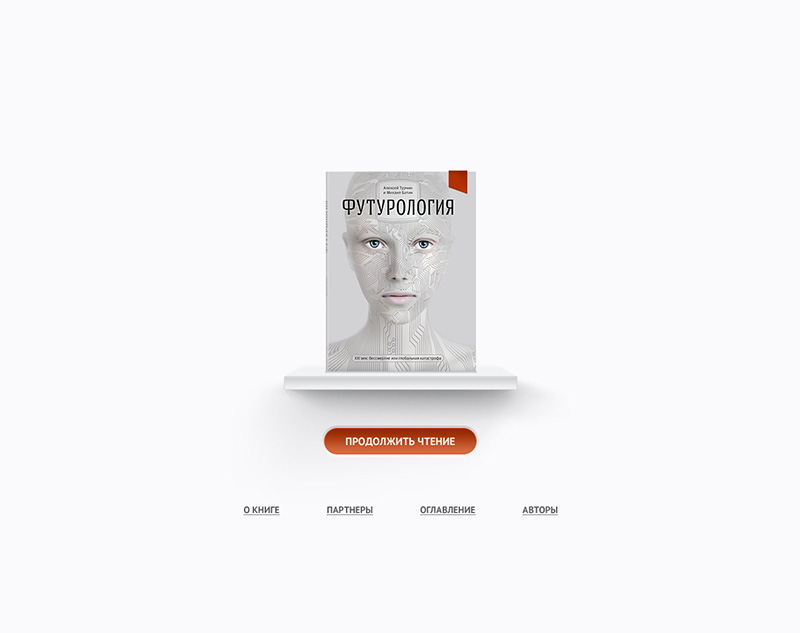 Алексей Турчин
и Михаил Батин
ФУТУРОЛОГИЯ
XXI век: бессмертие или глобальная катастрофа
ПРОДОЛЖИТЬ ЧТЕНИЕ
О КНИГЕ
ПАРТНЕРЫ
ОГЛАВЛЕНИЕ
АВТОРЫ